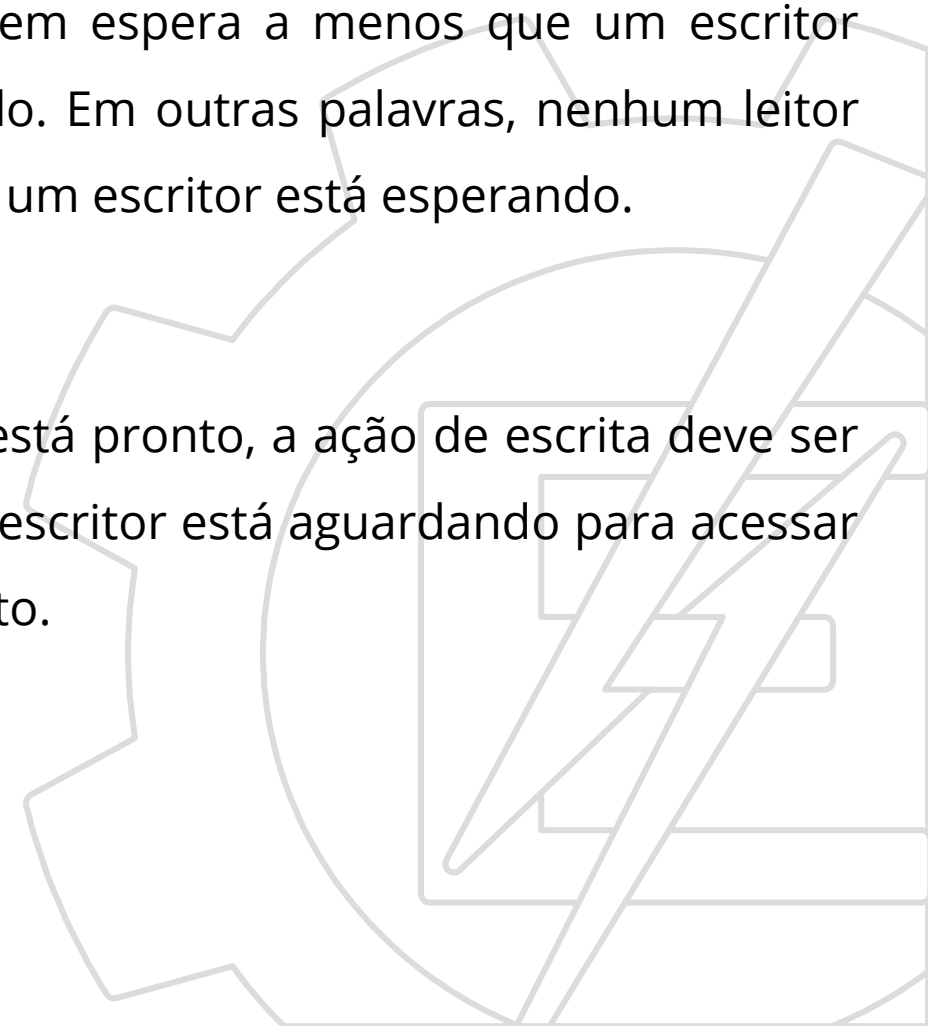 em espera a menos que um escritor
do. Em outras palavras, nenhum leitor
um escritor está esperando.
está pronto, a ação de escrita deve ser
escritor está aguardando para acessar
to.